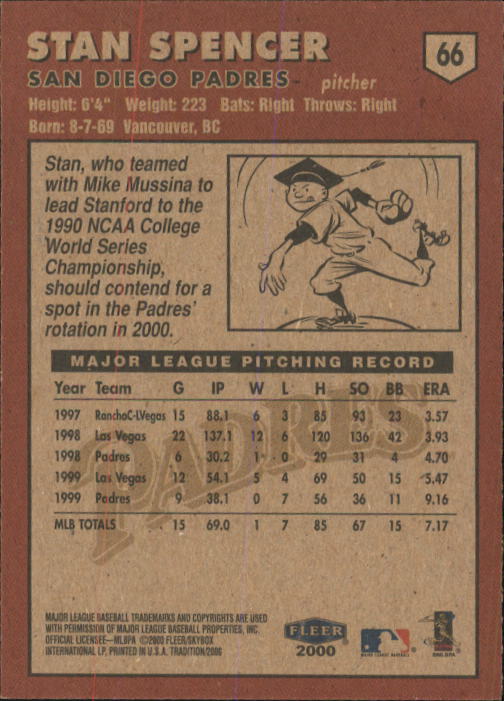 STAN SPENCER
66
SAN DIEGO PADRES pitcher
Height: 6'4" Weight: 223 Bats: Right Throws: Right
Born: 8-7-69 Vancouver, BC
Stan, who teamed
with Mike Mussina to
lead Stanford to the
1990 NCAA College
World Series
Championship,
should contend for a
spot in the Padres'
rotation in 2000.
MAJOR LEAGUE PITCHING RECORD
Year Team G IP W L H SO BB ERA
1997 RanchoC-LVegas 15 88.1 6 3 85 93 23 3.57
1998 Las Vegas 22 137.1 12 6 120 136 42 3.93
1998 Padres 6 30.2 1 0 29 31 4 4.70
1999 Las Vegas 12 54.1 5 4 69 50 15 5.47
1999 Padres 9 38.1 0 7 56 36 11 9.16
MLB TOTALS 15 69.0 1 7 85 67 15 7.17
PADRES
MAJOR LEAGUE BASEBALL TRADEMARKS AND COPYRIGHTS ARE USED
WITH PERMISSION OF MAJOR LEAGUE BASEBALL PROPERTIES, INC.
OFFICIAL LICENSEE—MLBPA ©2000 FLEER/SKYBOX
INTERNATIONAL LP, PRINTED IN U.S.A. TRADITION/2000
FLEER
2000
MAJOR LEAGUE BASEBALL